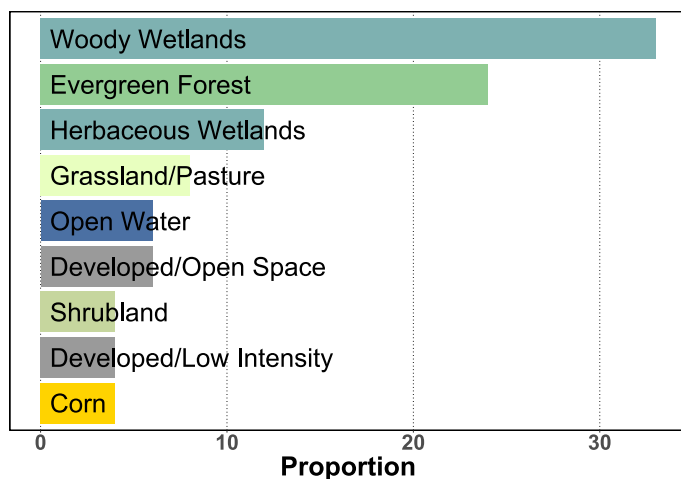 Woody Wetlands
Evergreen Forest
Herbaceous Wetlands
Grassland/Pasture
Open Water
Developed/Open Space
Shrubland
Developed/Low Intensity
Corn
0 10 20 30
Proportion